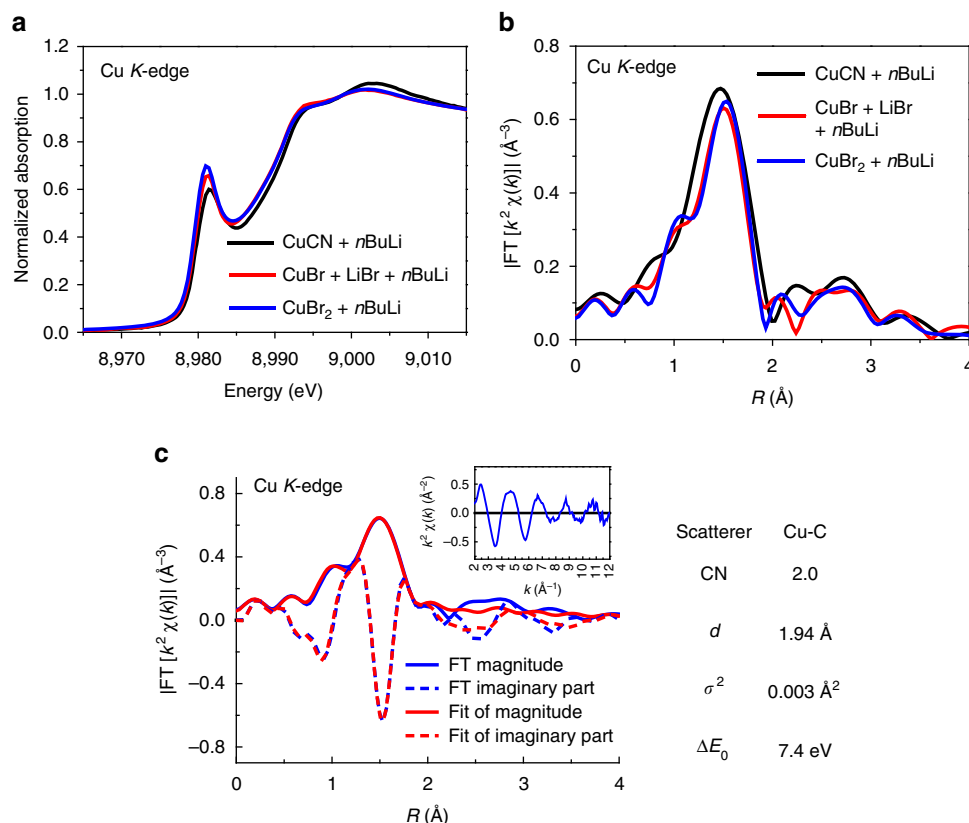 a
Cu K-edge
Normalized absorption
1.2
1.0
0.8
0.6
0.4
0.2
0.0
CuCN + nBuLi
CuBr + LiBr + nBuLi
CuBr₂ + nBuLi
8,970 8,980 8,990 9,000 9,010
Energy (eV)
b
Cu K-edge
|FT [k² χ(k)]| (Å⁻³)
0.8
0.6
0.4
0.2
0.0
CuCN + nBuLi
CuBr + LiBr
+ nBuLi
CuBr₂ + nBuLi
0 1 2 3 4
R (Å)
c
Cu K-edge
|FT [k² χ(k)]| (Å⁻³)
0.8
0.4
0.0
−0.4
−0.8
k² χ(k) (Å⁻²)
0.5
0.0
−0.5
2 3 4 5 6 7 8 9 10 11 12
k (Å⁻¹)
FT magnitude
FT imaginary part
Fit of magnitude
Fit of imaginary part
0 1 2 3 4
R (Å)
Scatterer Cu-C
CN 2.0
d 1.94 Å
σ² 0.003 Å²
ΔE₀ 7.4 eV